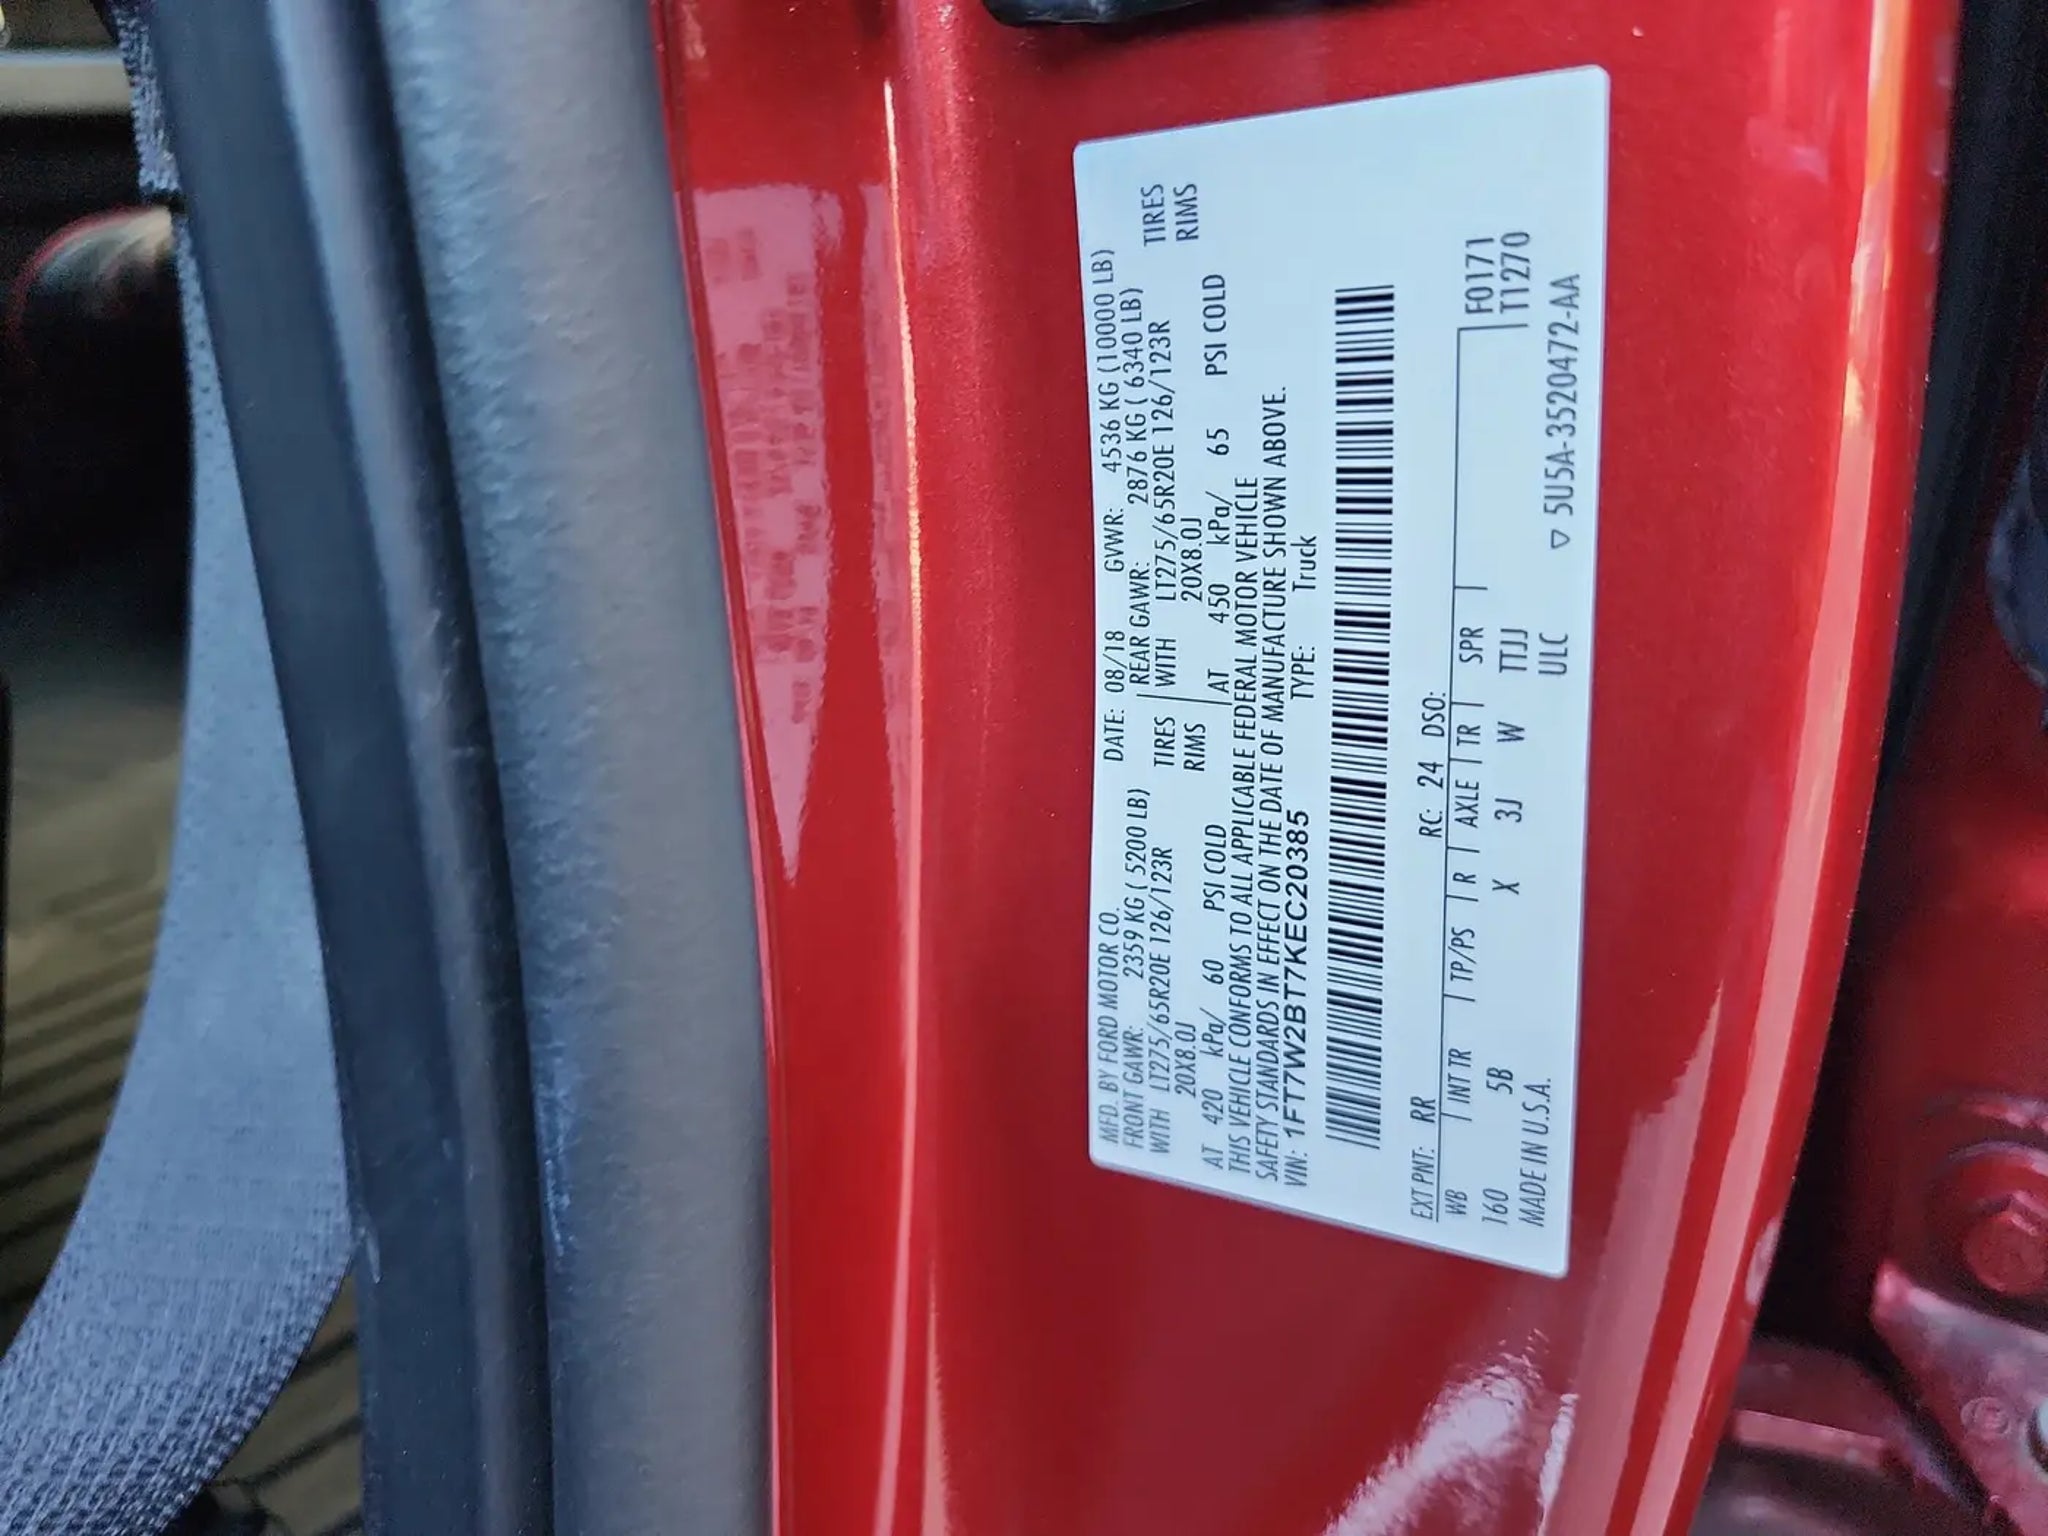 MFD. BY FORD MOTOR CO. DATE: 08/18 GVWR: 4536 KG (10000 LB)
FRONT GAWR: 2359 KG ( 5200 LB) REAR GAWR: 2876 KG ( 6340 LB)
WITH LT275/65R20E 126/123R TIRES WITH LT275/65R20E 126/123R TIRES
20X8.0J RIMS 20X8.0J RIMS
AT 420 kPa/ 60 PSI COLD AT 450 kPa/ 65 PSI COLD
THIS VEHICLE CONFORMS TO ALL APPLICABLE FEDERAL MOTOR VEHICLE
SAFETY STANDARDS IN EFFECT ON THE DATE OF MANUFACTURE SHOWN ABOVE.
VIN: 1FT7W2BT7KEC20385 TYPE: Truck
EXT PNT: RR RC: 24 DSO:
WB INT TR TP/PS R AXLE TR SPR F0171
160 5B X 3J W TTJJ T1270
MADE IN U.S.A. ULC
▽ 5U5A-3520472-AA